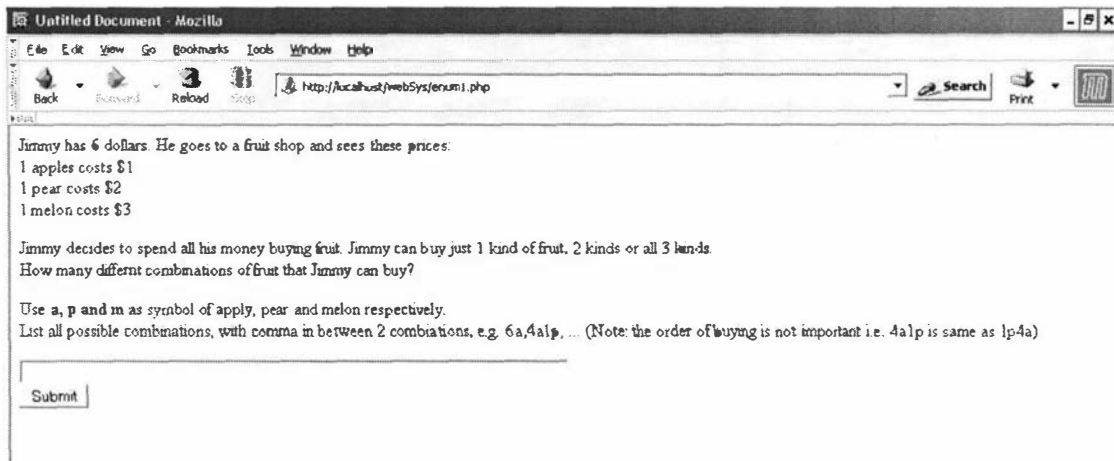 Untitled Document - Mozilla
File Edit View Go Bookmarks Tools Window Help
Back Forward Reload Stop http://localhost/webSys/enum1.php Search Print
Jimmy has 6 dollars. He goes to a fruit shop and sees these prices:
1 apples costs $1
1 pear costs $2
1 melon costs $3
Jimmy decides to spend all his money buying fruit. Jimmy can buy just 1 kind of fruit, 2 kinds or all 3 kinds.
How many differnt combinations of fruit that Jimmy can buy?
Use a, p and m as symbol of apply, pear and melon respectively.
List all possible combinations, with comma in between 2 combiations, e.g. 6a,4a1p, ... (Note: the order of buying is not important i.e. 4a1p is same as 1p4a)
Submit